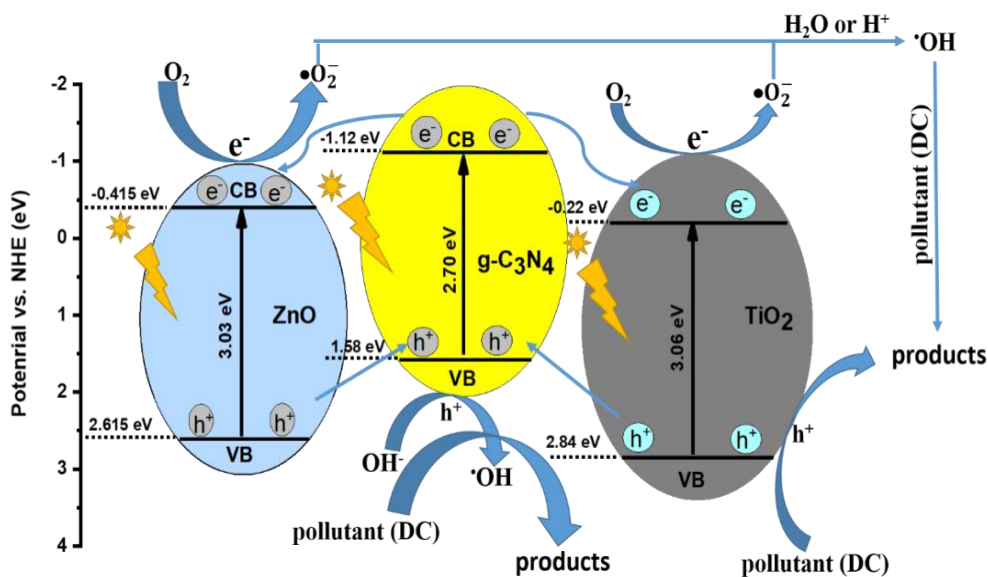 H₂O or H⁺
·OH
O₂
•O₂⁻
O₂
•O₂⁻
pollutant (DC)
Potenrial vs. NHE (eV)
-2
-1
0
1
2
3
4
e⁻
-0.415 eV
CB
e⁻
e⁻
3.03 eV
ZnO
h⁺
h⁺
2.615 eV
VB
-1.12 eV
e⁻
CB
e⁻
2.70 eV
g-C₃N₄
h⁺
h⁺
1.58 eV
VB
h⁺
OH⁻
·OH
pollutant (DC)
products
e⁻
e⁻
e⁻
-0.22 eV
3.06 eV
TiO₂
h⁺
h⁺
2.84 eV
VB
h⁺
products
pollutant (DC)